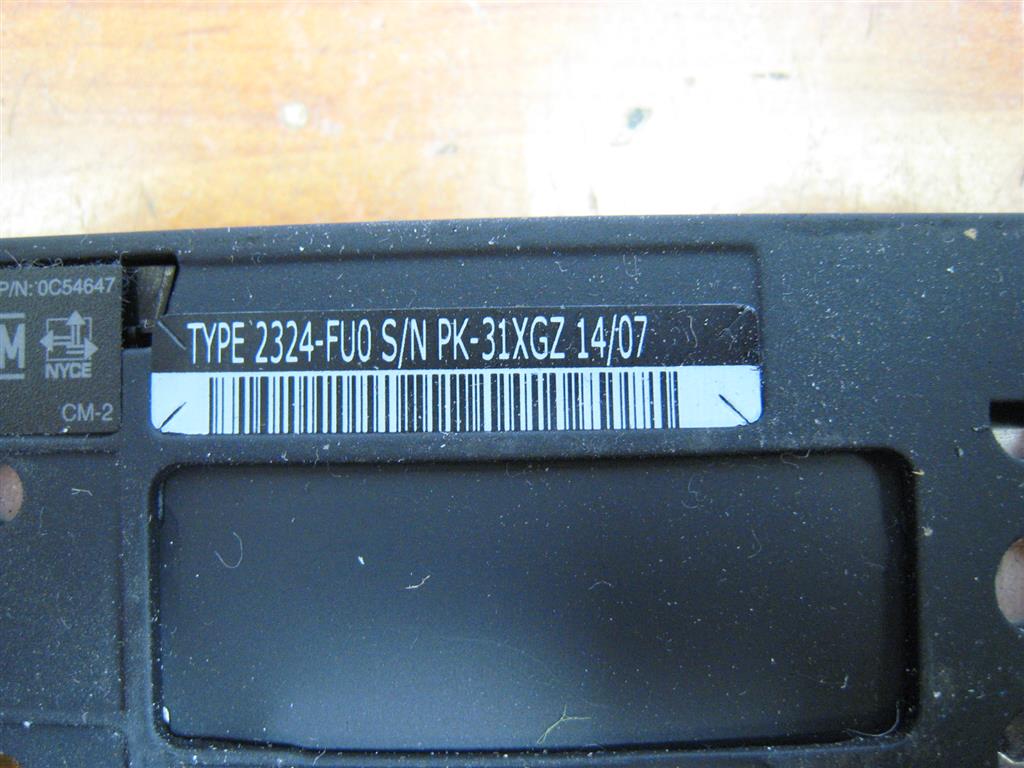 P/N: 0C54647
M
NYCE
CM-2
TYPE 2324-FU0 S/N PK-31XGZ 14/07